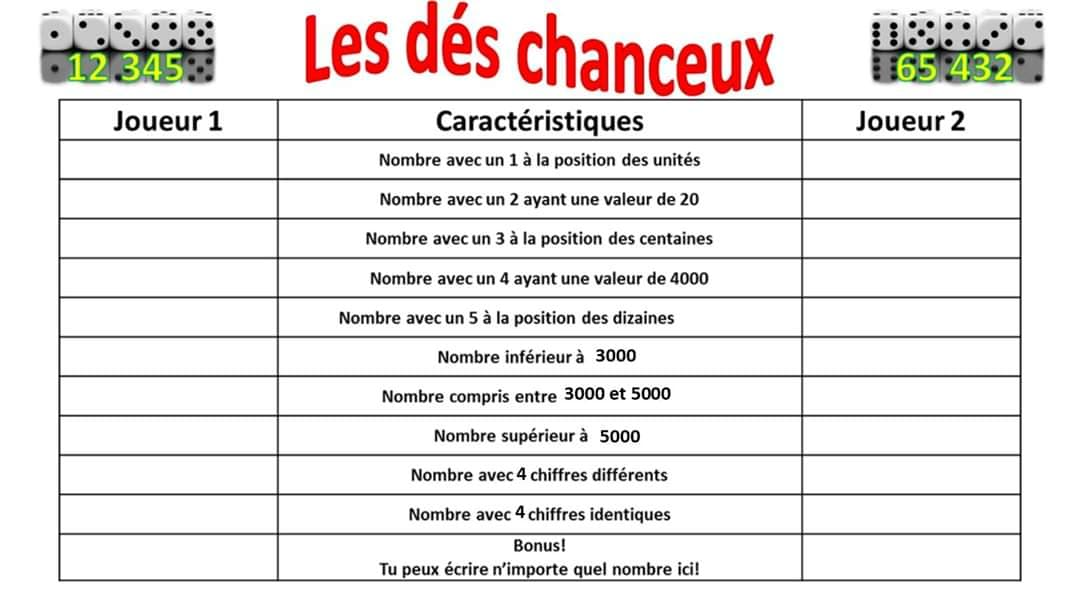 Les dés chanceux
12 345
65 432
Joueur 1 Caractéristiques Joueur 2
Nombre avec un 1 à la position des unités
Nombre avec un 2 ayant une valeur de 20
Nombre avec un 3 à la position des centaines
Nombre avec un 4 ayant une valeur de 4000
Nombre avec un 5 à la position des dizaines
Nombre inférieur à 3000
Nombre compris entre 3000 et 5000
Nombre supérieur à 5000
Nombre avec 4 chiffres différents
Nombre avec 4 chiffres identiques
Bonus!
Tu peux écrire n'importe quel nombre ici!